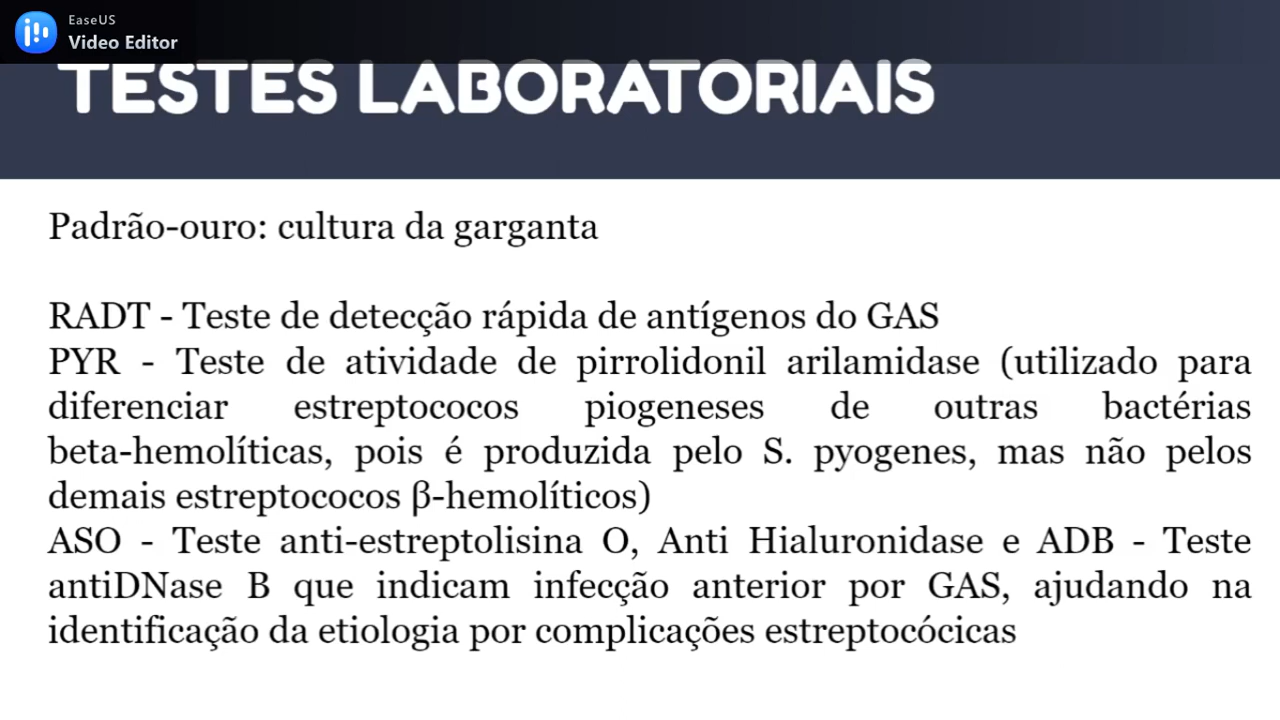 EaseUS
Video Editor
TESTES LABORATORIAIS
Padrão-ouro: cultura da garganta
RADT - Teste de detecção rápida de antígenos do GAS
PYR - Teste de atividade de pirrolidonil arilamidase (utilizado para
diferenciar estreptococos piogeneses de outras bactérias
beta-hemolíticas, pois é produzida pelo S. pyogenes, mas não pelos
demais estreptococos β-hemolíticos)
ASO - Teste anti-estreptolisina O, Anti Hialuronidase e ADB - Teste
antiDNase B que indicam infecção anterior por GAS, ajudando na
identificação da etiologia por complicações estreptocócicas